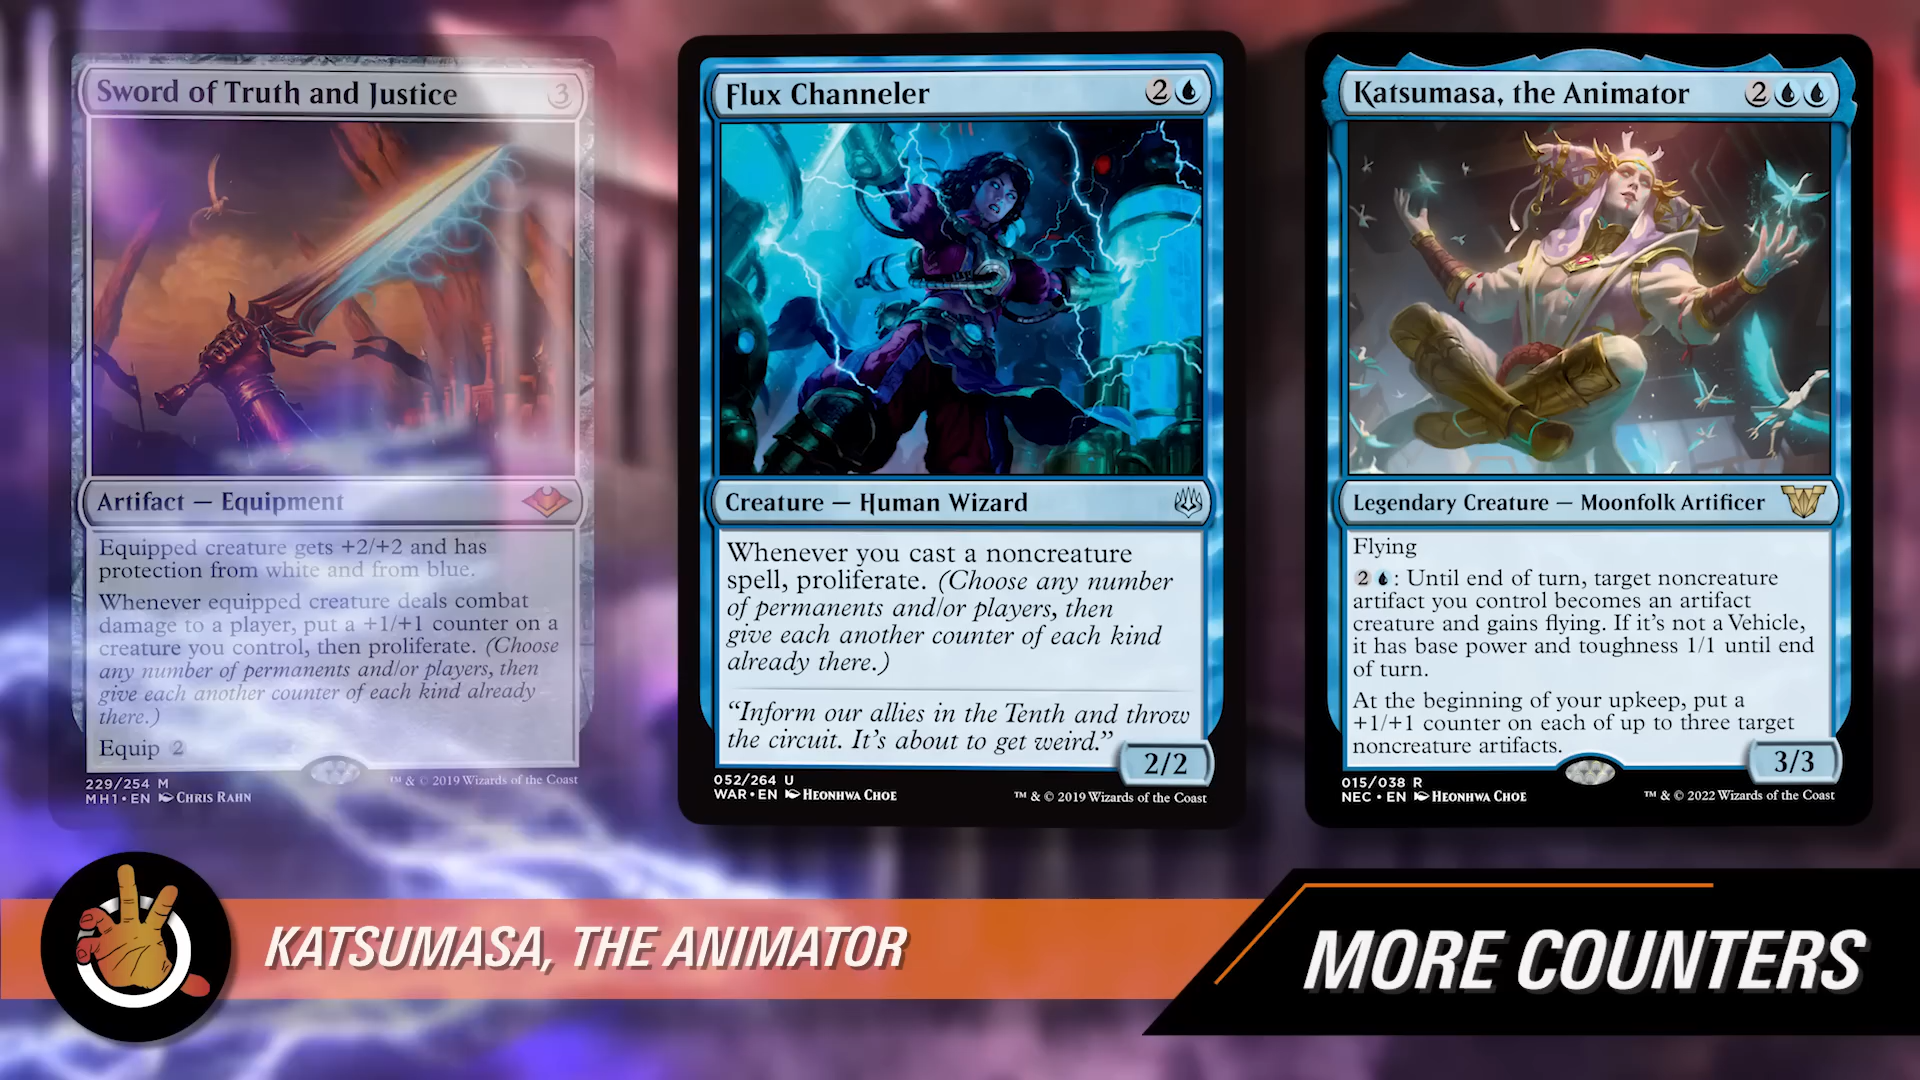 Sword of Truth and Justice 3
Artifact — Equipment
Equipped creature gets +2/+2 and has
protection from white and from blue.
Whenever equipped creature deals combat
damage to a player, put a +1/+1 counter on a
creature you control, then proliferate. (Choose
any number of permanents and/or players, then
give each another counter of each kind already
there.)
Equip 2
229/254 M
MH1 • EN CHRIS RAHN
™ & © 2019 Wizards of the Coast
Flux Channeler 2
Creature — Human Wizard
Whenever you cast a noncreature
spell, proliferate. (Choose any number
of permanents and/or players, then
give each another counter of each kind
already there.)
“Inform our allies in the Tenth and throw
the circuit. It’s about to get weird.”
2/2
052/264 U
WAR • EN HEONHWA CHOE
™ & © 2019 Wizards of the Coast
Katsumasa, the Animator 2
Legendary Creature — Moonfolk Artificer
Flying
2 : Until end of turn, target noncreature
artifact you control becomes an artifact
creature and gains flying. If it’s not a Vehicle,
it has base power and toughness 1/1 until end
of turn.
At the beginning of your upkeep, put a
+1/+1 counter on each of up to three target
noncreature artifacts.
3/3
015/038 R
NEC • EN HEONHWA CHOE
™ & © 2022 Wizards of the Coast
KATSUMASA, THE ANIMATOR
MORE COUNTERS